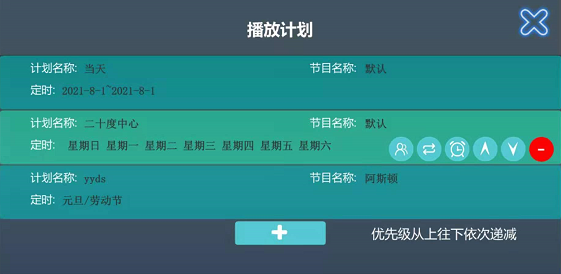 播放计划
计划名称: 当天 节目名称: 默认
定时: 2021-8-1~2021-8-1
计划名称: 二十度中心 节目名称: 默认
定时: 星期日 星期一 星期二 星期三 星期四 星期五 星期六
计划名称: yyds 节目名称: 阿斯顿
定时: 元旦/劳动节
优先级从上往下依次递减